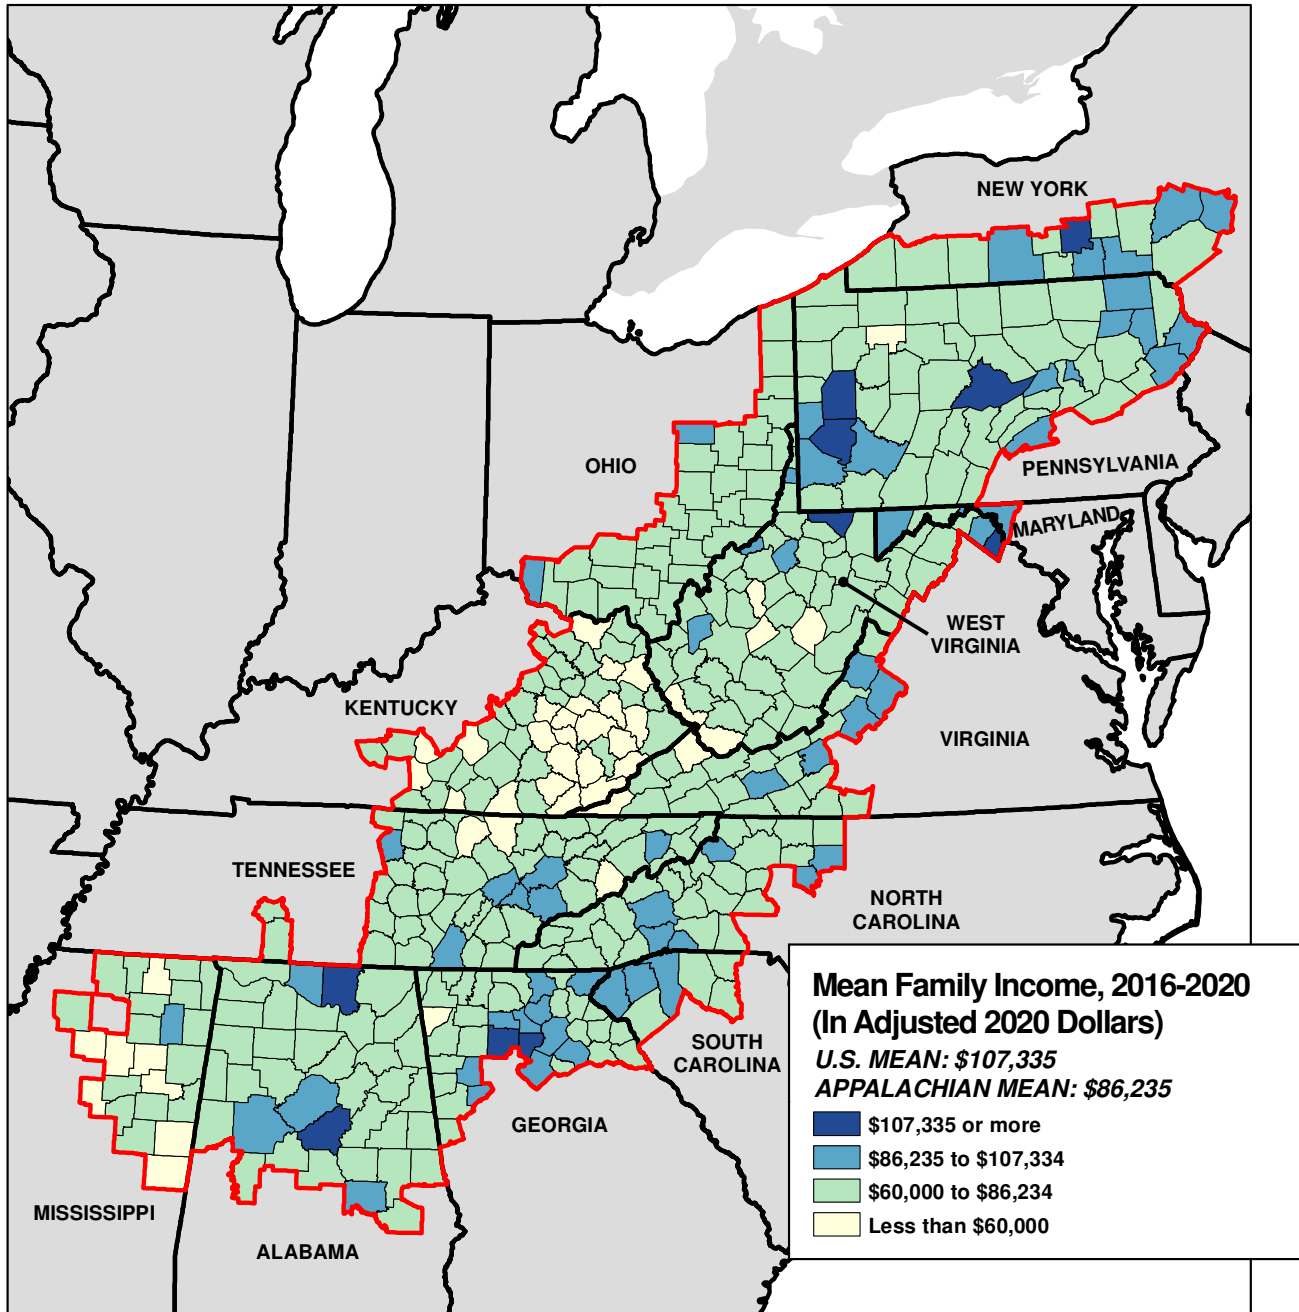 NEW YORK
OHIO
PENNSYLVANIA
MARYLAND
WEST
VIRGINIA
KENTUCKY
VIRGINIA
TENNESSEE
NORTH
CAROLINA
SOUTH
CAROLINA
GEORGIA
MISSISSIPPI
ALABAMA
Mean Family Income, 2016-2020
(In Adjusted 2020 Dollars)
U.S. MEAN: $107,335
APPALACHIAN MEAN: $86,235
$107,335 or more
$86,235 to $107,334
$60,000 to $86,234
Less than $60,000